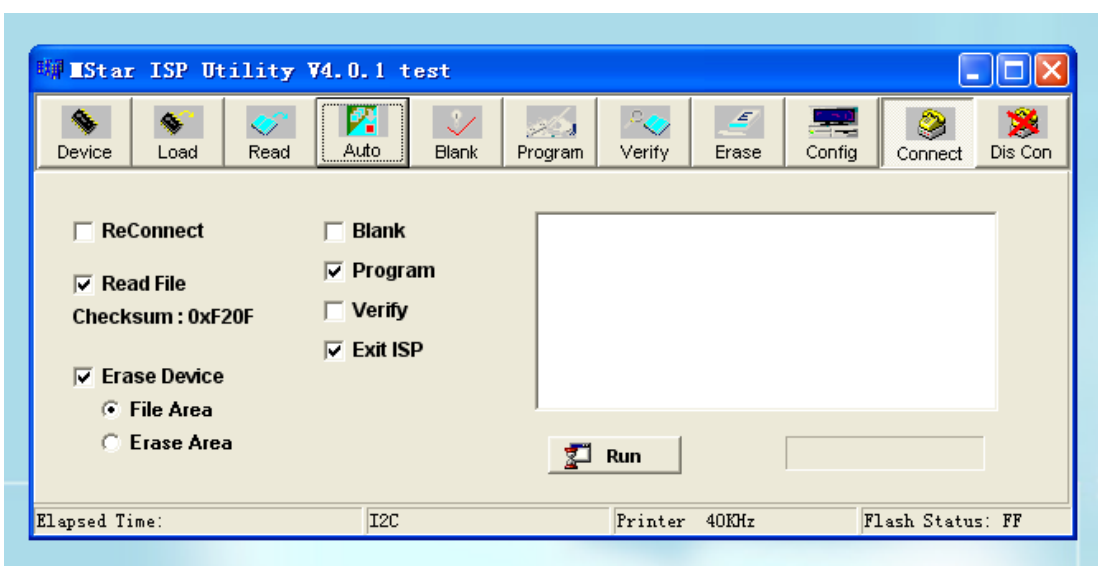 MStar ISP Utility V4.0.1 test
Device Load Read Auto Blank Program Verify Erase Config Connect Dis Con
ReConnect Blank
Read File Program
Checksum : 0xF20F Verify
Exit ISP
Erase Device
File Area
Erase Area
Run
Elapsed Time: I2C Printer 40KHz Flash Status: FF